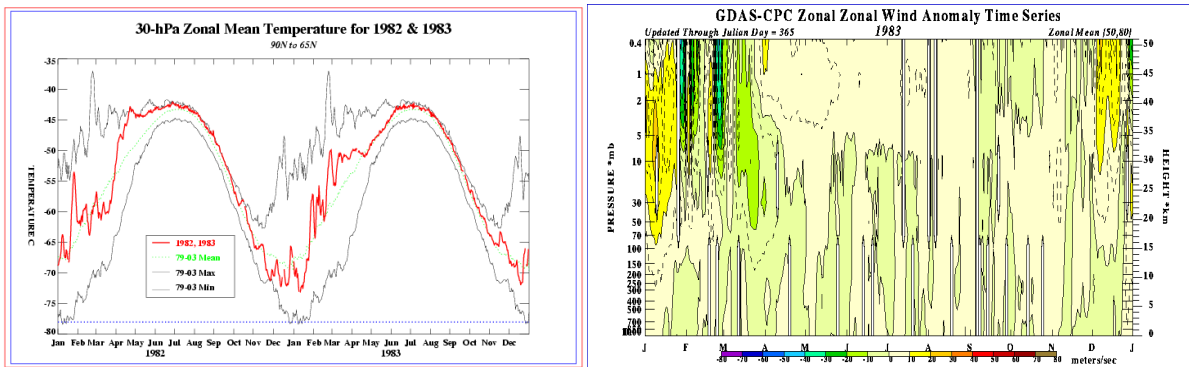 30-hPa Zonal Mean Temperature for 1982 & 1983
90N to 65N
-35
-40
-45
-50
-55
-60
-65
-70
-75
-80
TEMPERATURE C
1982, 1983
79-03 Mean
79-03 Max
79-03 Min
Jan Feb Mar Apr May Jun Jul Aug Sep Oct Nov Dec Jan Feb Mar Apr May Jun Jul Aug Sep Oct Nov Dec
1982 1983
GDAS-CPC Zonal Zonal Wind Anomaly Time Series
Updated Through Julian Day = 365 1983 Zonal Mean {50,80}
0.4
1
2
5
10
30
50
70
100
150
200
300
500
700
1000
PRESSURE *mb
50
45
40
35
30
25
20
15
10
5
0
HEIGHT *km
J F M A M J J A S O N D J
-80 -70 -60 -50 -40 -30 -20 -10 0 10 20 30 40 50 60 70 80 meters/sec